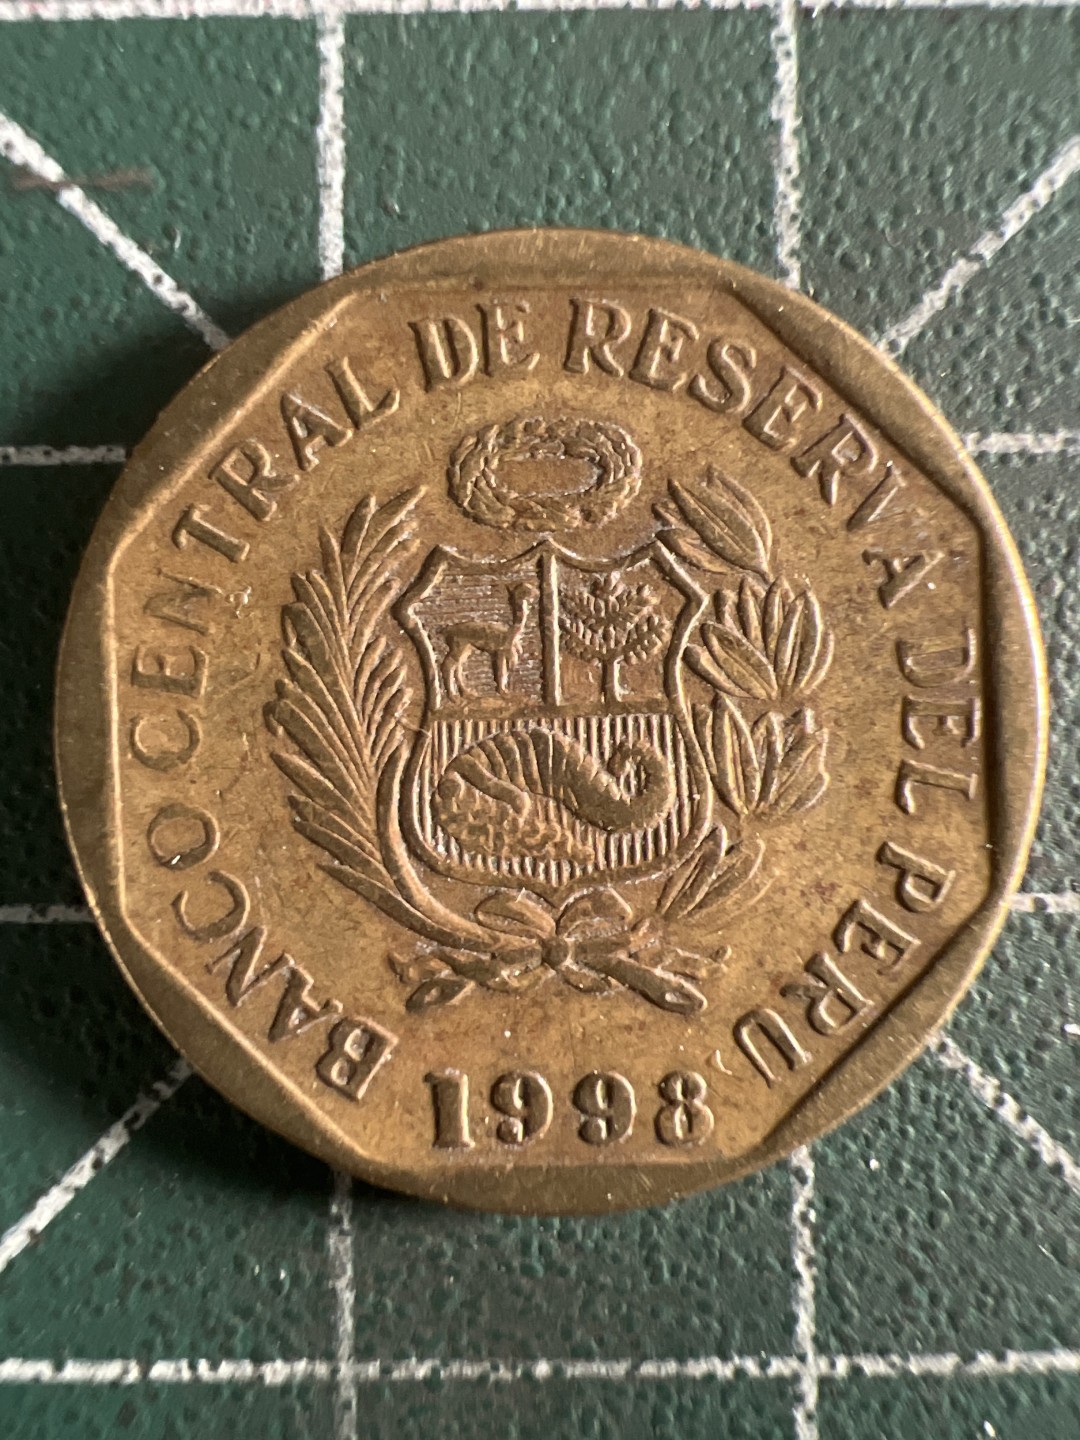 BANCO CENTRAL DE RESERVA DEL PERU
1998